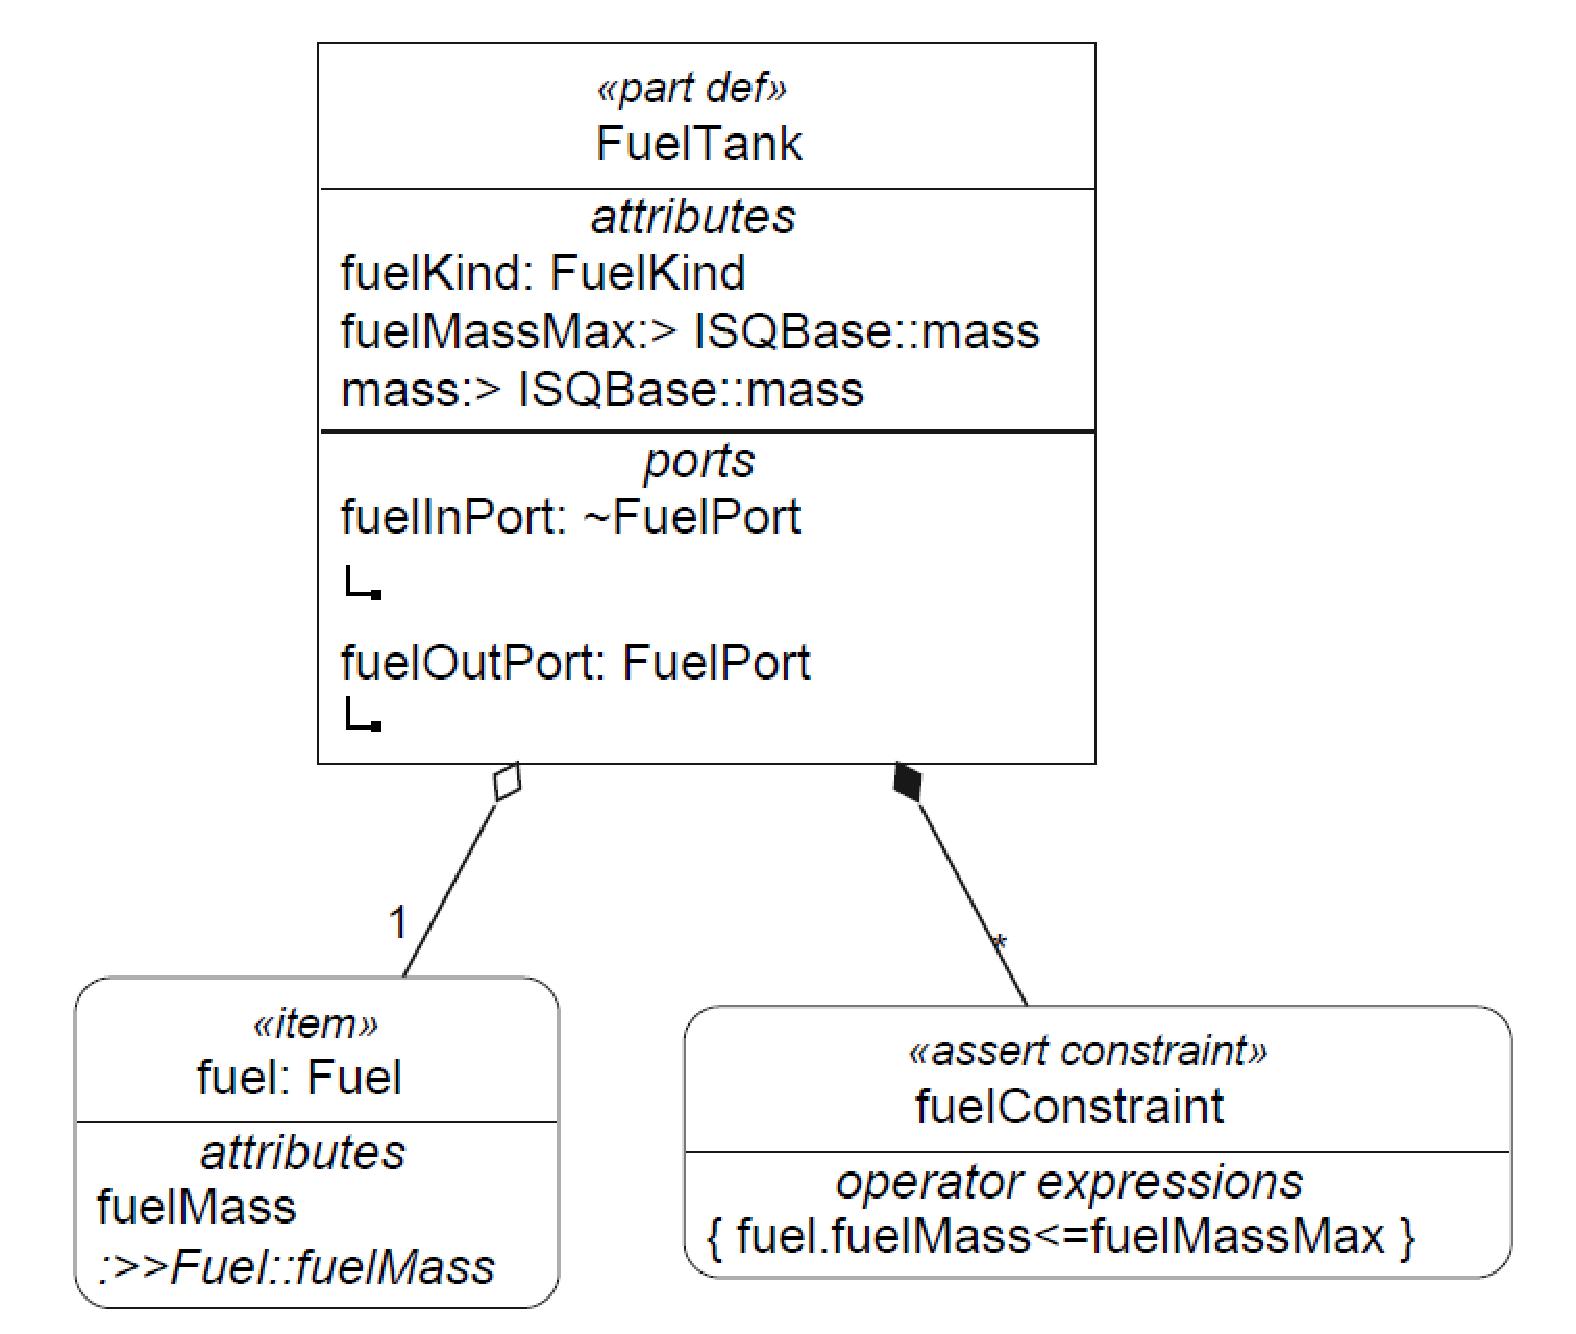 «part def»
FuelTank
attributes
fuelKind: FuelKind
fuelMassMax:> ISQBase::mass
mass:> ISQBase::mass
ports
fuelInPort: ~FuelPort
fuelOutPort: FuelPort
1
*
«item»
fuel: Fuel
attributes
fuelMass
:>>Fuel::fuelMass
«assert constraint»
fuelConstraint
operator expressions
{ fuel.fuelMass<=fuelMassMax }